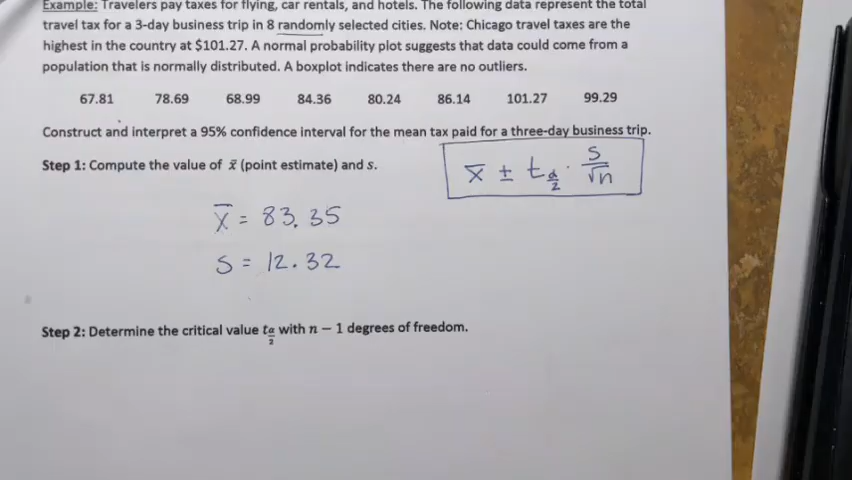 Example: Travelers pay taxes for flying, car rentals, and hotels. The following data represent the total
travel tax for a 3-day business trip in 8 randomly selected cities. Note: Chicago travel taxes are the
highest in the country at $101.27. A normal probability plot suggests that data could come from a
population that is normally distributed. A boxplot indicates there are no outliers.
67.81 78.69 68.99 84.36 80.24 86.14 101.27 99.29
Construct and interpret a 95% confidence interval for the mean tax paid for a three-day business trip.
Step 1: Compute the value of x̄ (point estimate) and s.
x̄ ± t_(α/2) · s/√n
x̄ = 83.35
s = 12.32
Step 2: Determine the critical value t_(α/2) with n − 1 degrees of freedom.